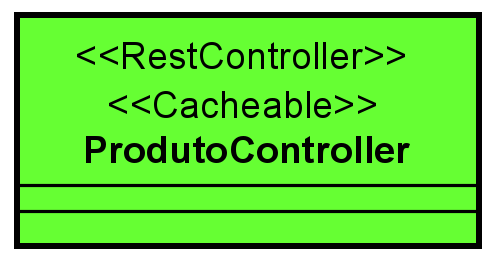 <<RestController>>
<<Cacheable>>
ProdutoController